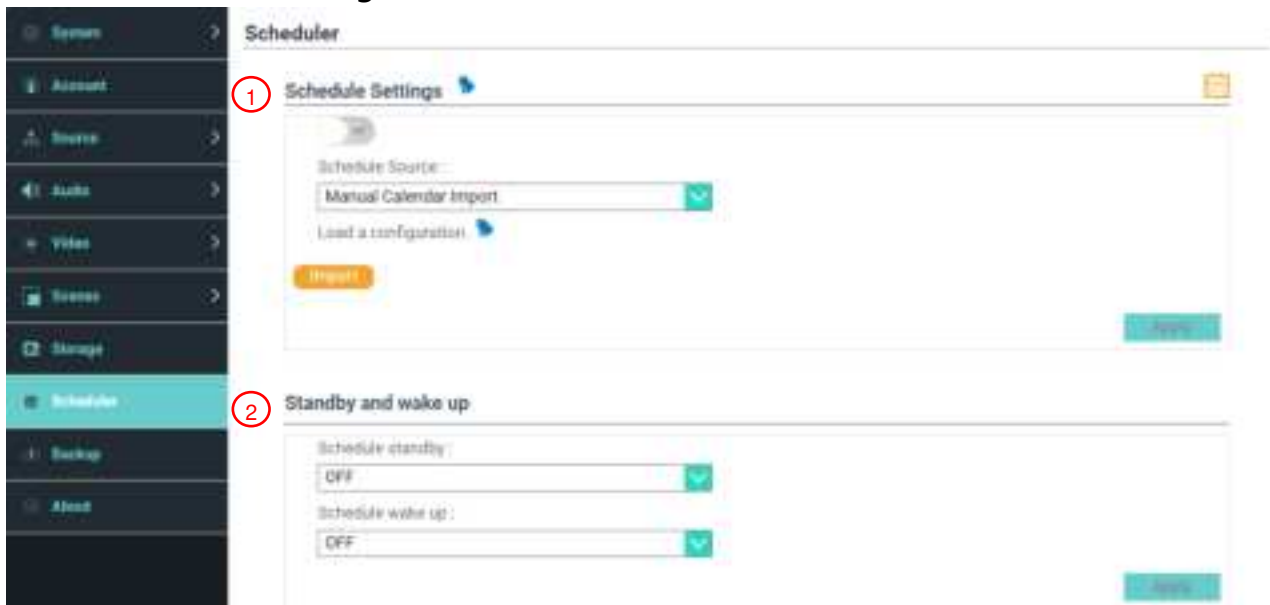 System
Scheduler
Account
1
Schedule Settings
Source
Schedule Source :
Audio
Manual Calendar Import
Video
Load a configuration
Scenes
Import
Storage
Apply
Scheduler
2
Standby and wake up
Backup
Schedule standby :
OFF
About
Schedule wake up :
OFF
Apply